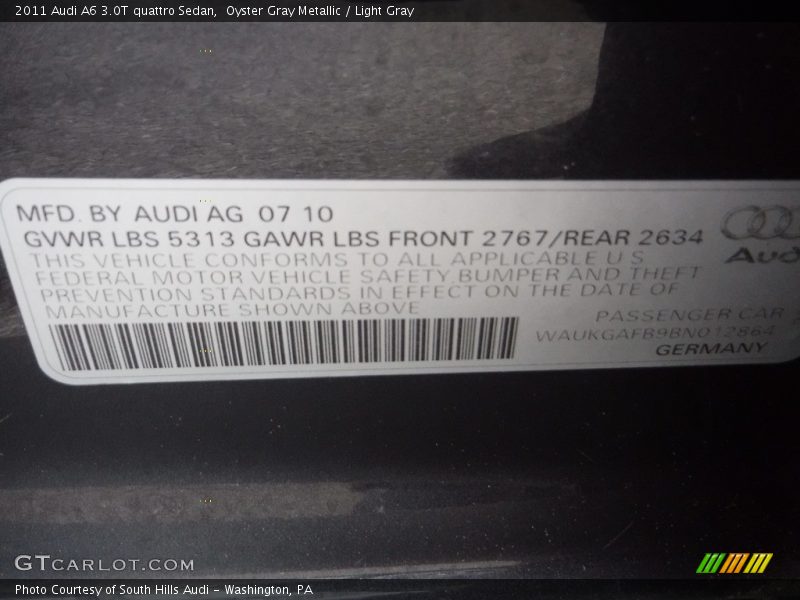 2011 Audi A6 3.0T quattro Sedan, Oyster Gray Metallic / Light Gray
MFD. BY AUDI AG 07 10
GVWR LBS 5313 GAWR LBS FRONT 2767/REAR 2634
THIS VEHICLE CONFORMS TO ALL APPLICABLE U S
FEDERAL MOTOR VEHICLE SAFETY, BUMPER AND THEFT
PREVENTION STANDARDS IN EFFECT ON THE DATE OF
MANUFACTURE SHOWN ABOVE
Audi
PASSENGER CAR
WAUKGAFB9BN012864
GERMANY
GTCARLOT.COM
Photo Courtesy of South Hills Audi - Washington, PA